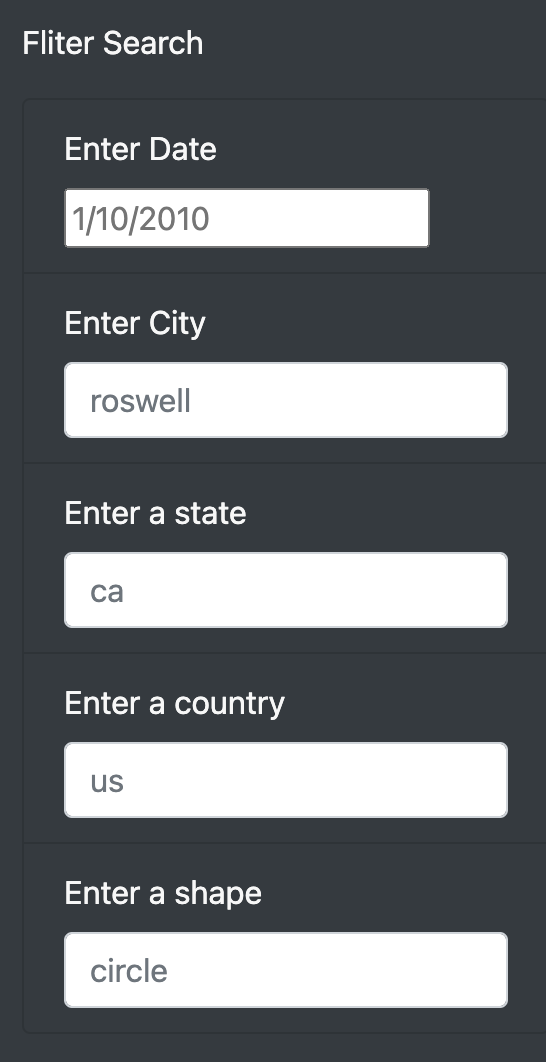 Fliter Search
Enter Date
1/10/2010
Enter City
roswell
Enter a state
ca
Enter a country
us
Enter a shape
circle